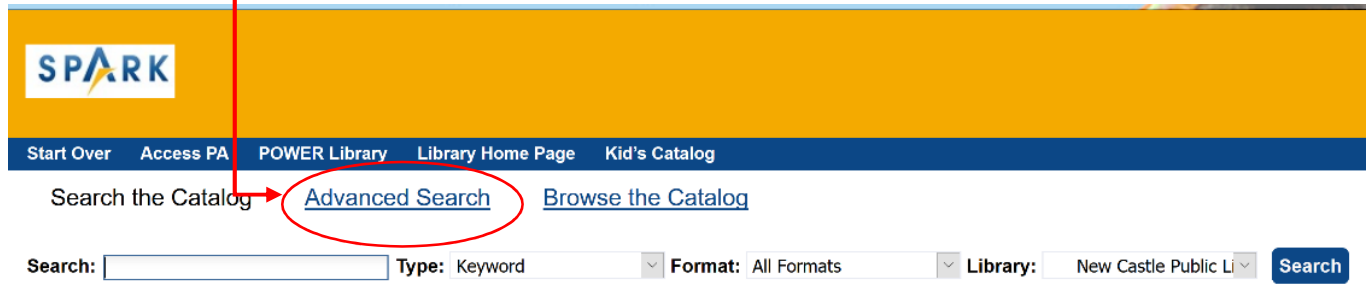 SPARK
Start Over Access PA POWER Library Library Home Page Kid's Catalog
Search the Catalog Advanced Search Browse the Catalog
Search: Type: Keyword Format: All Formats Library: New Castle Public Li Search